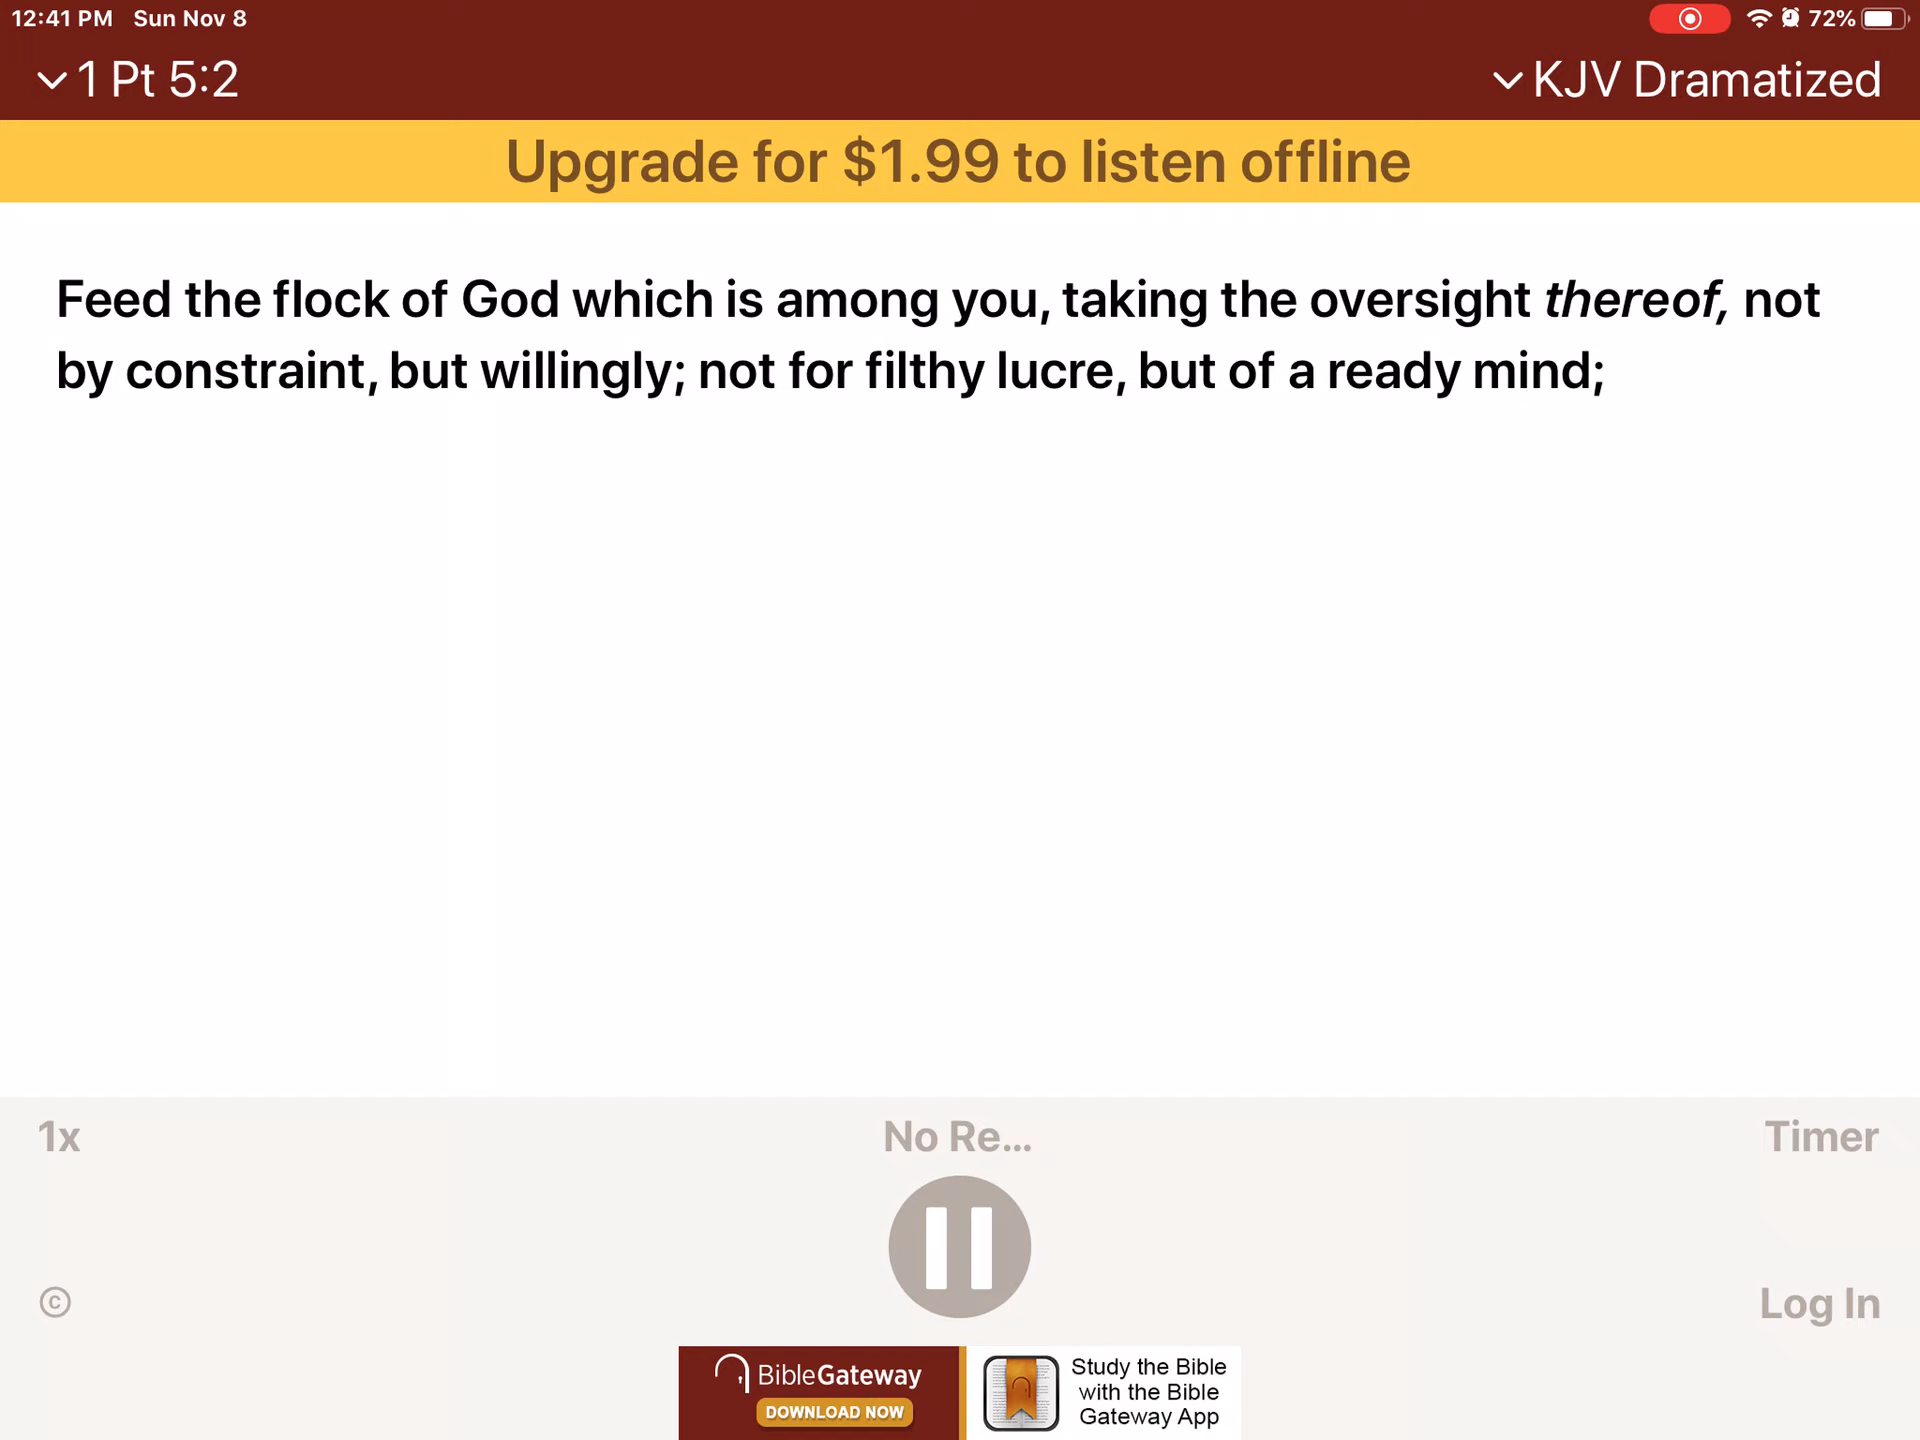 12:41 PM Sun Nov 8
72%
1 Pt 5:2
KJV Dramatized
Upgrade for $1.99 to listen offline
Feed the flock of God which is among you, taking the oversight thereof, not
by constraint, but willingly; not for filthy lucre, but of a ready mind;
1x
No Re...
Timer
©
Log In
BibleGateway
DOWNLOAD NOW
Study the Bible
with the Bible
Gateway App